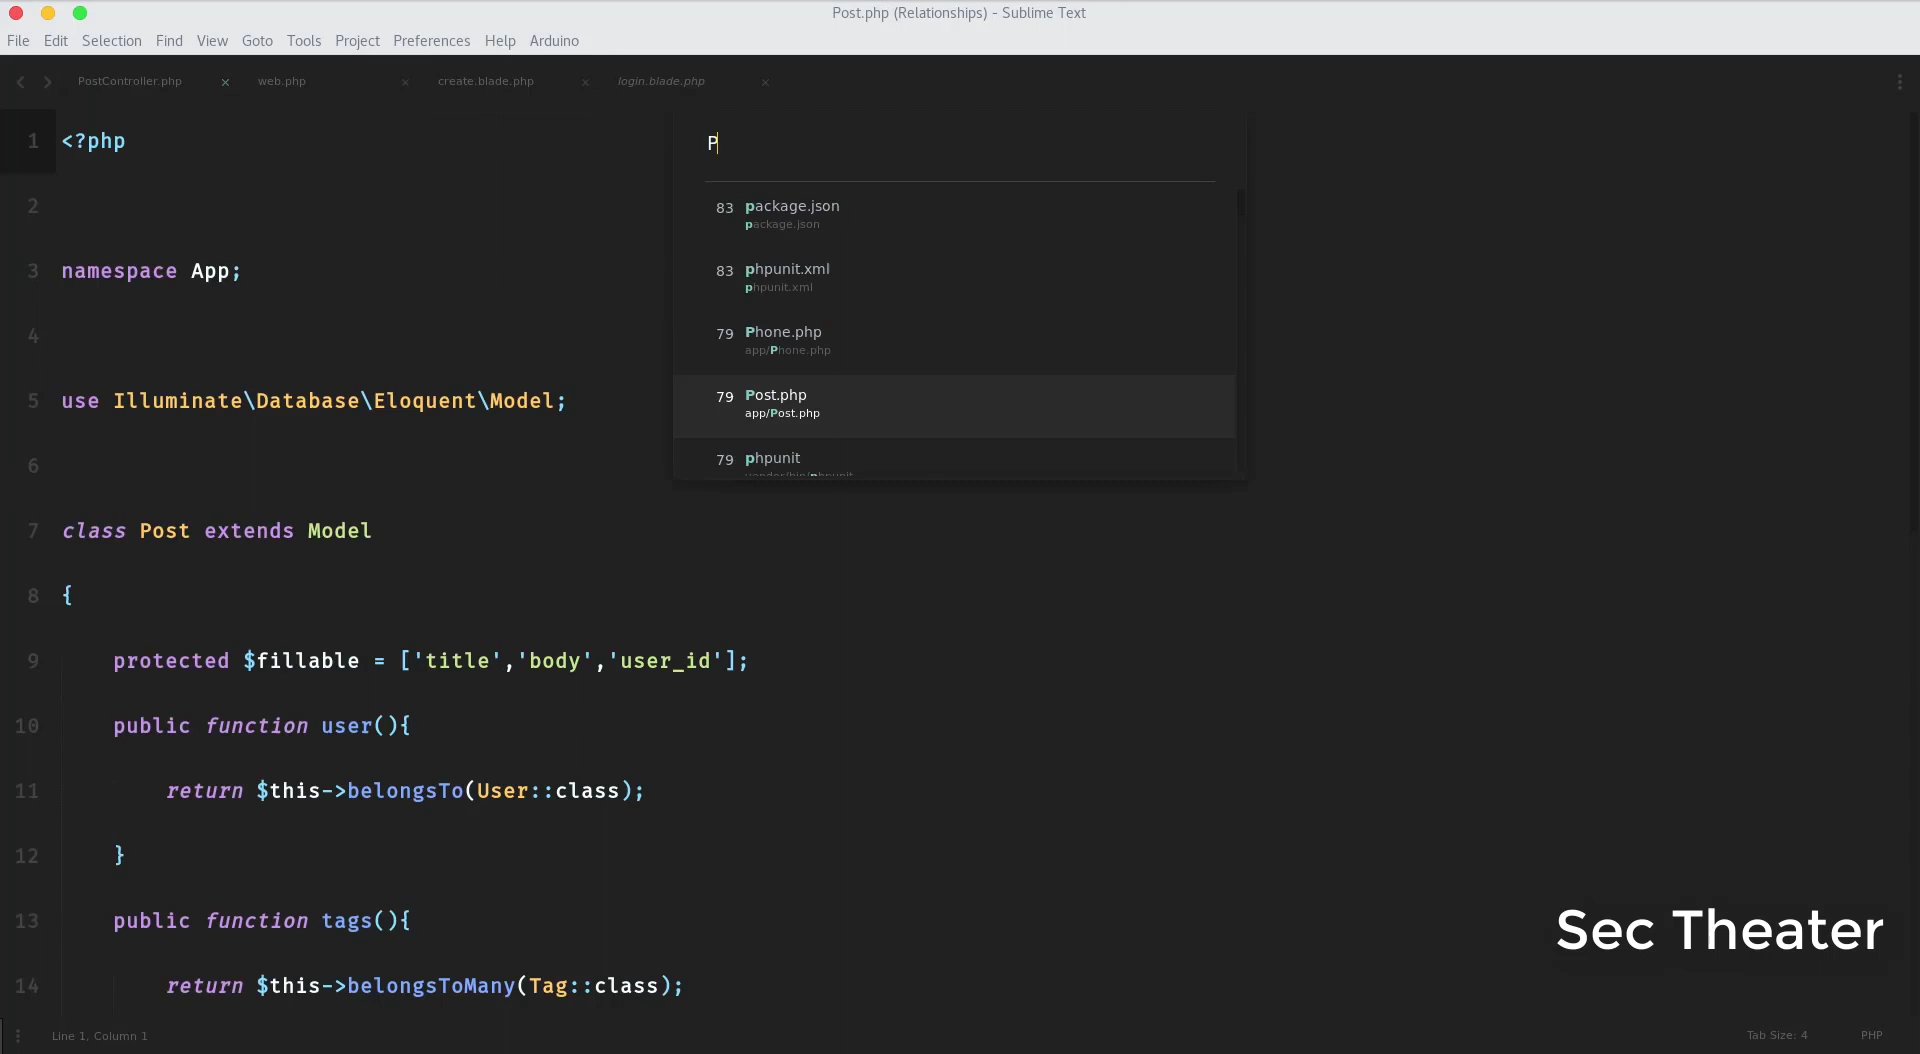 Post.php (Relationships) - Sublime Text
File Edit Selection Find View Goto Tools Project Preferences Help Arduino
PostController.php × web.php × create.blade.php × login.blade.php ×
P
83 package.json
package.json
83 phpunit.xml
phpunit.xml
79 Phone.php
app/Phone.php
79 Post.php
app/Post.php
79 phpunit
vendor/bin/phpunit
1 <?php
2
3 namespace App;
4
5 use Illuminate\Database\Eloquent\Model;
6
7 class Post extends Model
8 {
9 protected $fillable = ['title','body','user_id'];
10 public function user(){
11 return $this->belongsTo(User::class);
12 }
13 public function tags(){
14 return $this->belongsToMany(Tag::class);
Sec Theater
Line 1, Column 1
Tab Size: 4 PHP